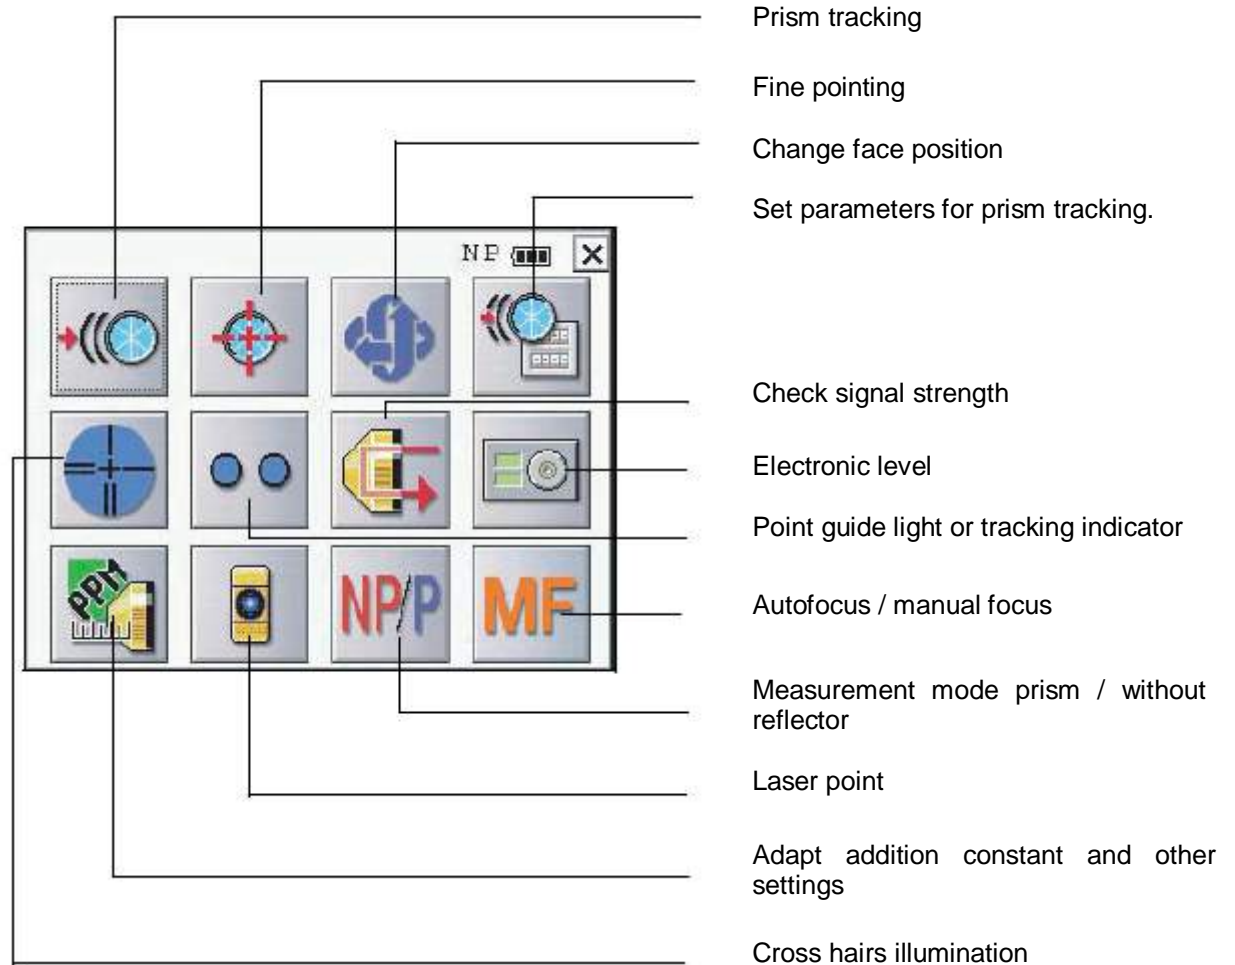 Prism tracking
Fine pointing
Change face position
Set parameters for prism tracking.
NP
Check signal strength
Electronic level
Point guide light or tracking indicator
PPM
NP/P
MF
Autofocus / manual focus
Measurement mode prism / without
reflector
Laser point
Adapt addition constant and other
settings
Cross hairs illumination